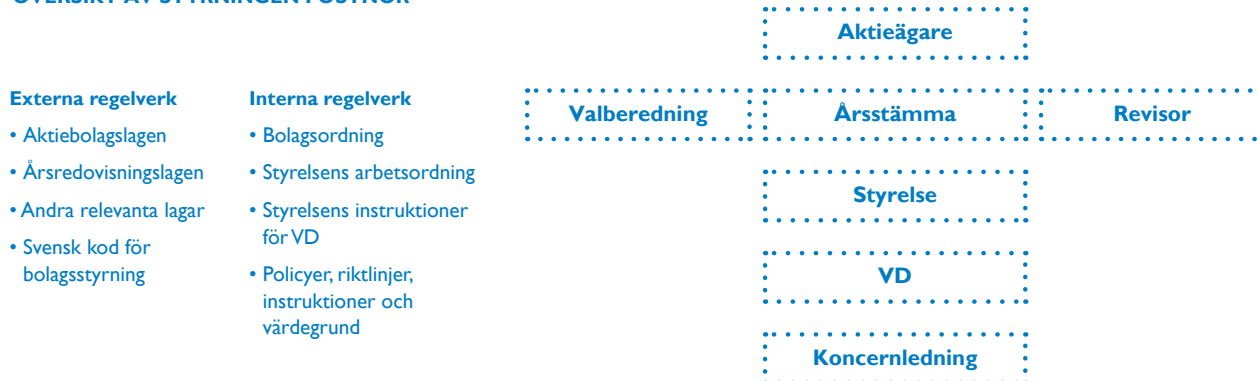 Externa regelverk
• Aktiebolagslagen
• Årsredovisningslagen
• Andra relevanta lagar
• Svensk kod för
bolagsstyrning
Interna regelverk
• Bolagsordning
• Styrelsens arbetsordning
• Styrelsens instruktioner
för VD
• Policyer, riktlinjer,
instruktioner och
värdegrund
Aktieägare
Valberedning
Årsstämma
Revisor
Styrelse
VD
Koncernledning